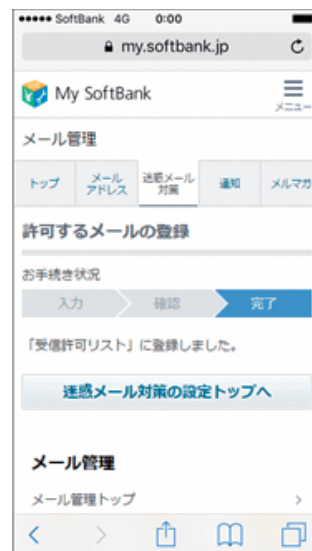 SoftBank 4G 0:00
my.softbank.jp
My SoftBank
メニュー
メール管理
トップ
メール
アドレス
迷惑メール
対策
通知
メルマガ
許可するメールの登録
お手続き状況
入力
確認
完了
「受信許可リスト」に登録しました。
迷惑メール対策の設定トップへ
メール管理
メール管理トップ